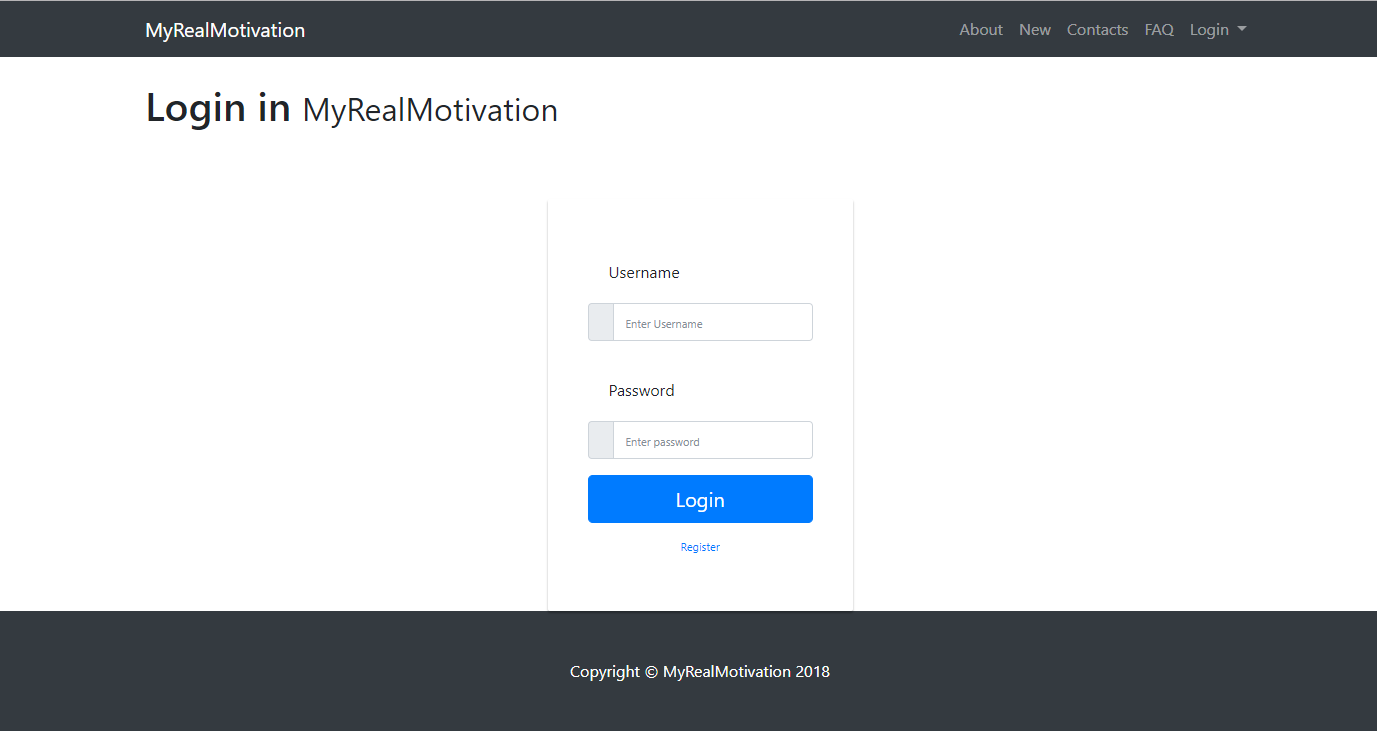 MyRealMotivation About New Contacts FAQ Login
Login in MyRealMotivation
Username
Enter Username
Password
Enter password
Login
Register
Copyright © MyRealMotivation 2018